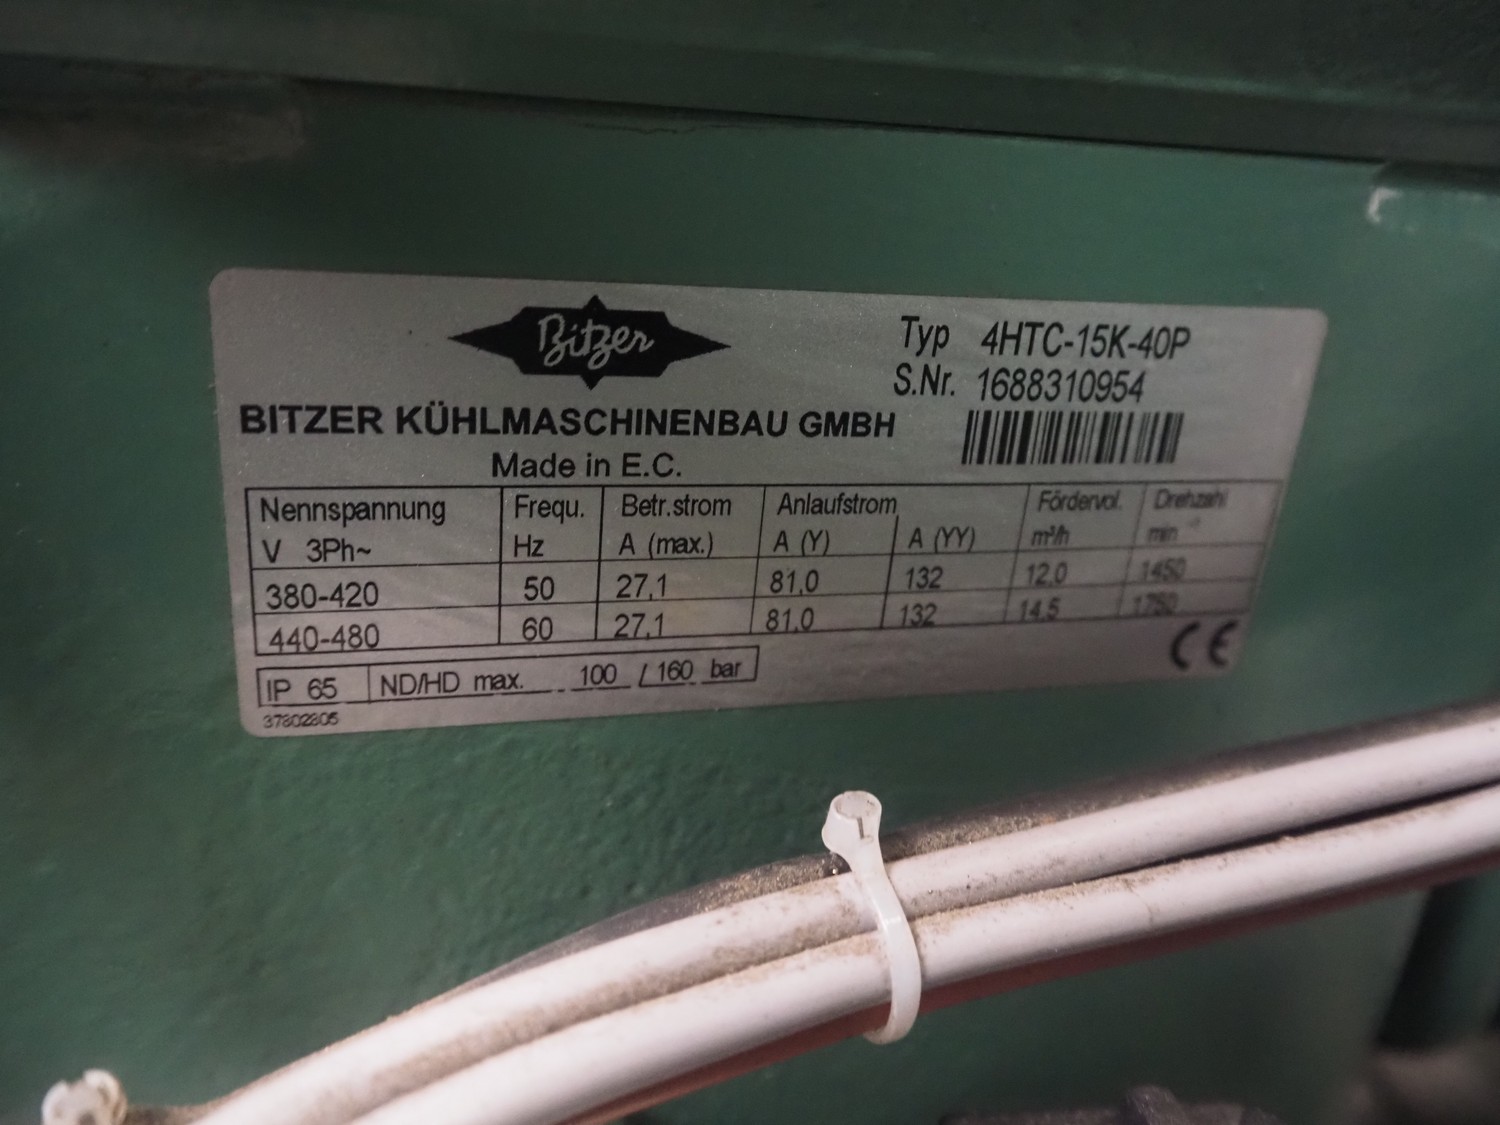 Bitzer
Typ 4HTC-15K-40P
S.Nr. 1688310954
BITZER KÜHLMASCHINENBAU GMBH
Made in E.C.
Nennspannung Frequ. Betr.strom Anlaufstrom Fördervol. Drehzahl
V 3Ph~ Hz A (max.) A (Y) A (YY) m³/h min⁻¹
380-420 50 27,1 81,0 132 12,0 1450
440-480 60 27,1 81,0 132 14,5 1750
IP 65 ND/HD max. 100 / 160 bar
CE
37802805